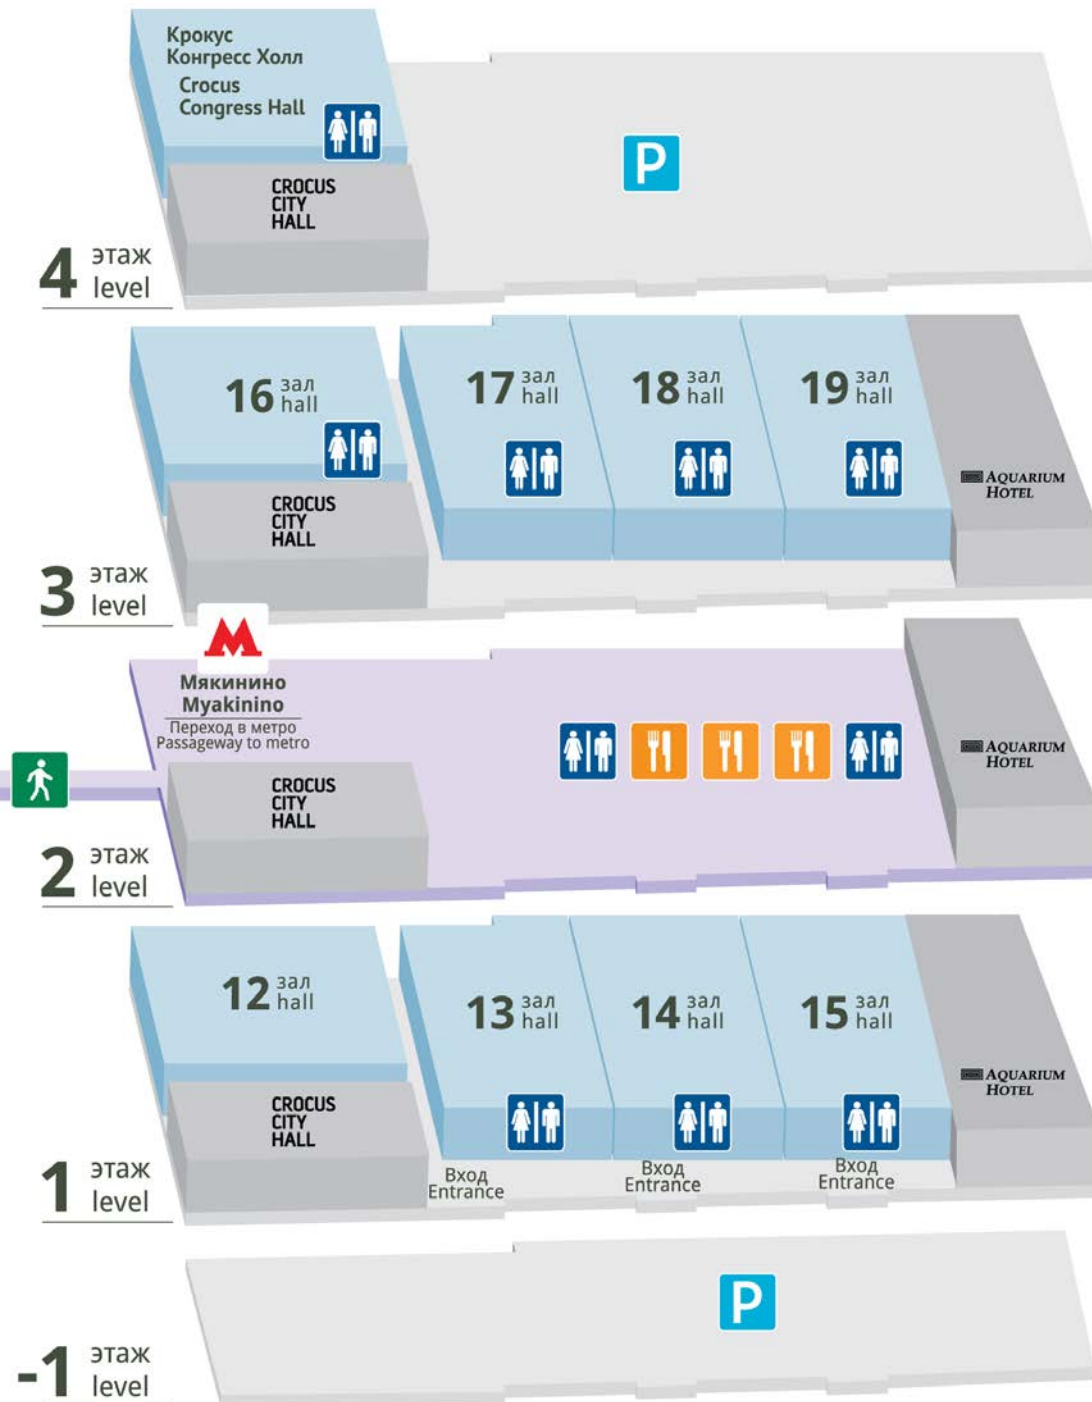 Крокус
Конгресс Холл
Crocus
Congress Hall
P
CROCUS
CITY
HALL
4 этаж
level
16 зал
hall
17 зал
hall
18 зал
hall
19 зал
hall
CROCUS
CITY
HALL
AQUARIUM
HOTEL
3 этаж
level
М
Мякинино
Myakinino
Переход в метро
Passageway to metro
CROCUS
CITY
HALL
AQUARIUM
HOTEL
2 этаж
level
12 зал
hall
13 зал
hall
14 зал
hall
15 зал
hall
CROCUS
CITY
HALL
AQUARIUM
HOTEL
Вход
Entrance
Вход
Entrance
Вход
Entrance
1 этаж
level
P
-1 этаж
level